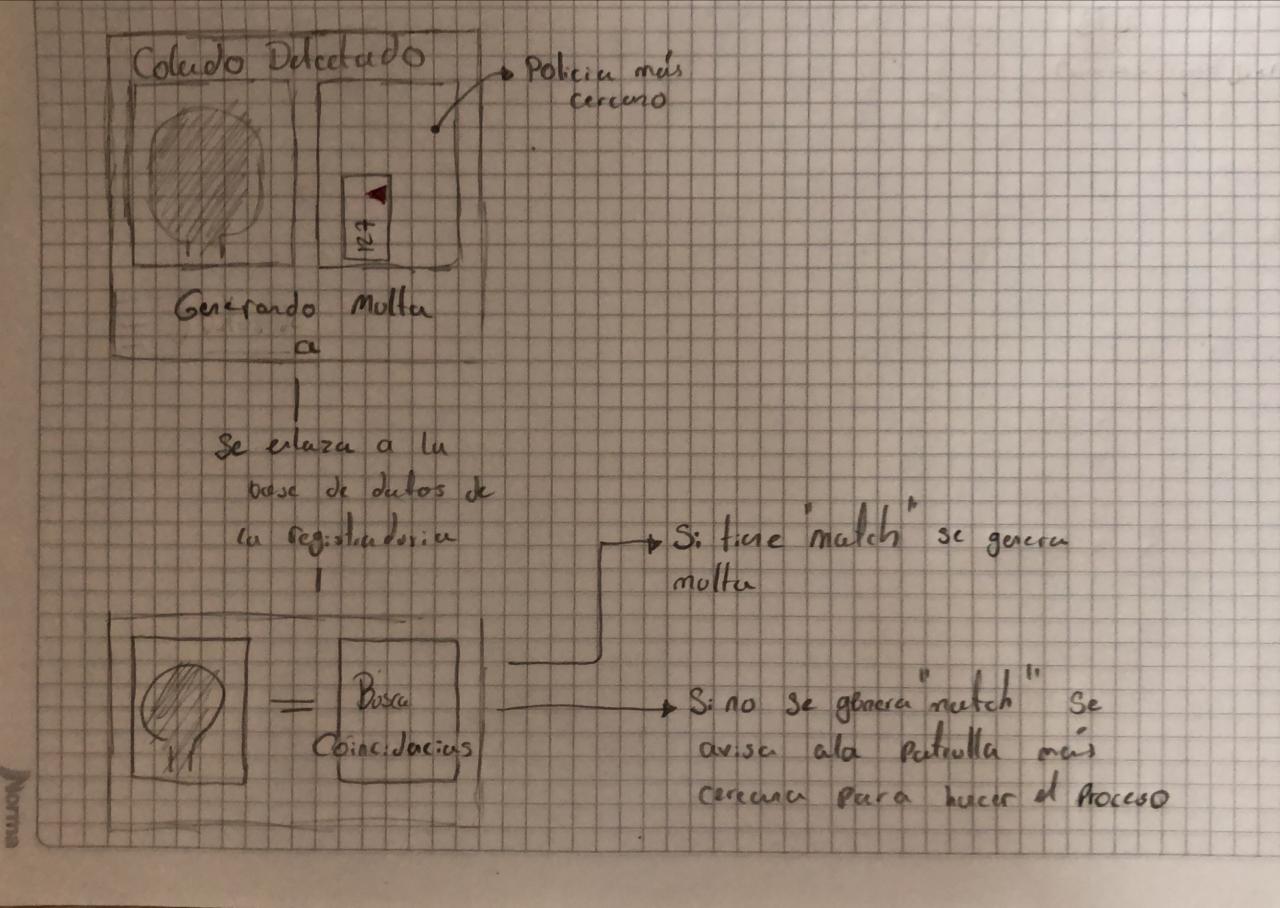 Colado Detectado
Policia más
cercano
127
Generando Multa
a
Se enlaza a la
base de datos de
la registraduria
Si tiene "match" se genera
multa
Busca
Coincidacias
Si no se genera "match" se
avisa ala patrulla más
cercana para hacer el proceso
Norma